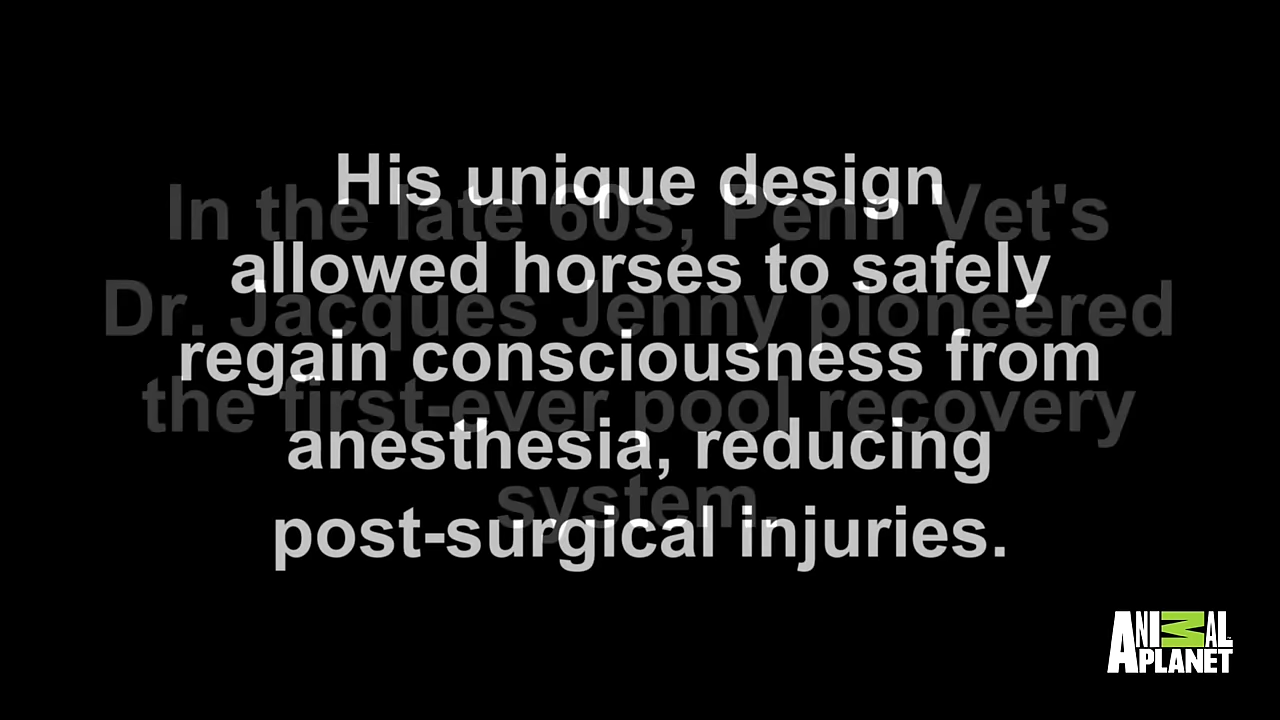 In the late 60s, Penn Vet's
Dr. Jacques Jenny pioneered
the first-ever pool recovery
system.
His unique design
allowed horses to safely
regain consciousness from
anesthesia, reducing
post-surgical injuries.
ANIMAL
PLANET